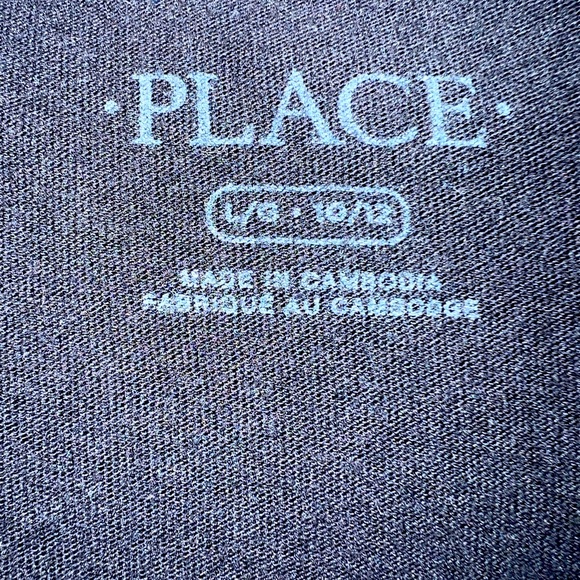 ·PLACE·
L/G · 10/12
MADE IN CAMBODIA
FABRIQUÉ AU CAMBODGE